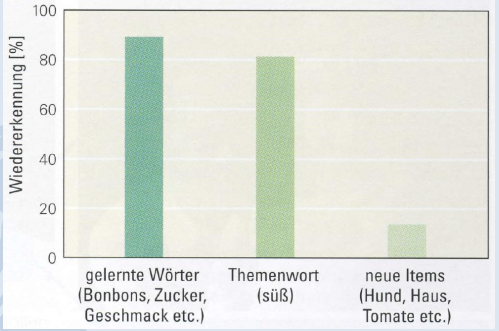 100
80
60
40
20
0
Wiedererkennung [%]
gelernte Wörter
(Bonbons, Zucker,
Geschmack etc.)
Themenwort
(süß)
neue Items
(Hund, Haus,
Tomate etc.)